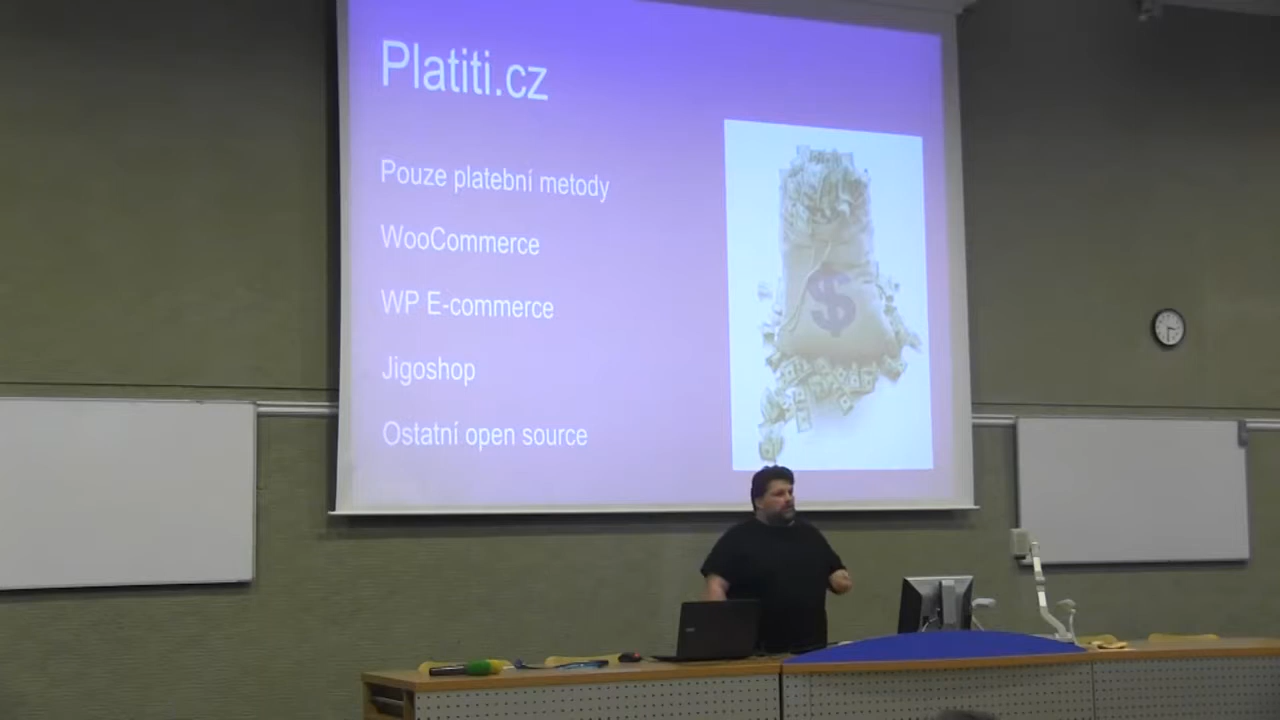 Platiti.cz
Pouze platební metody
WooCommerce
WP E-commerce
Jigoshop
Ostatní open source
$